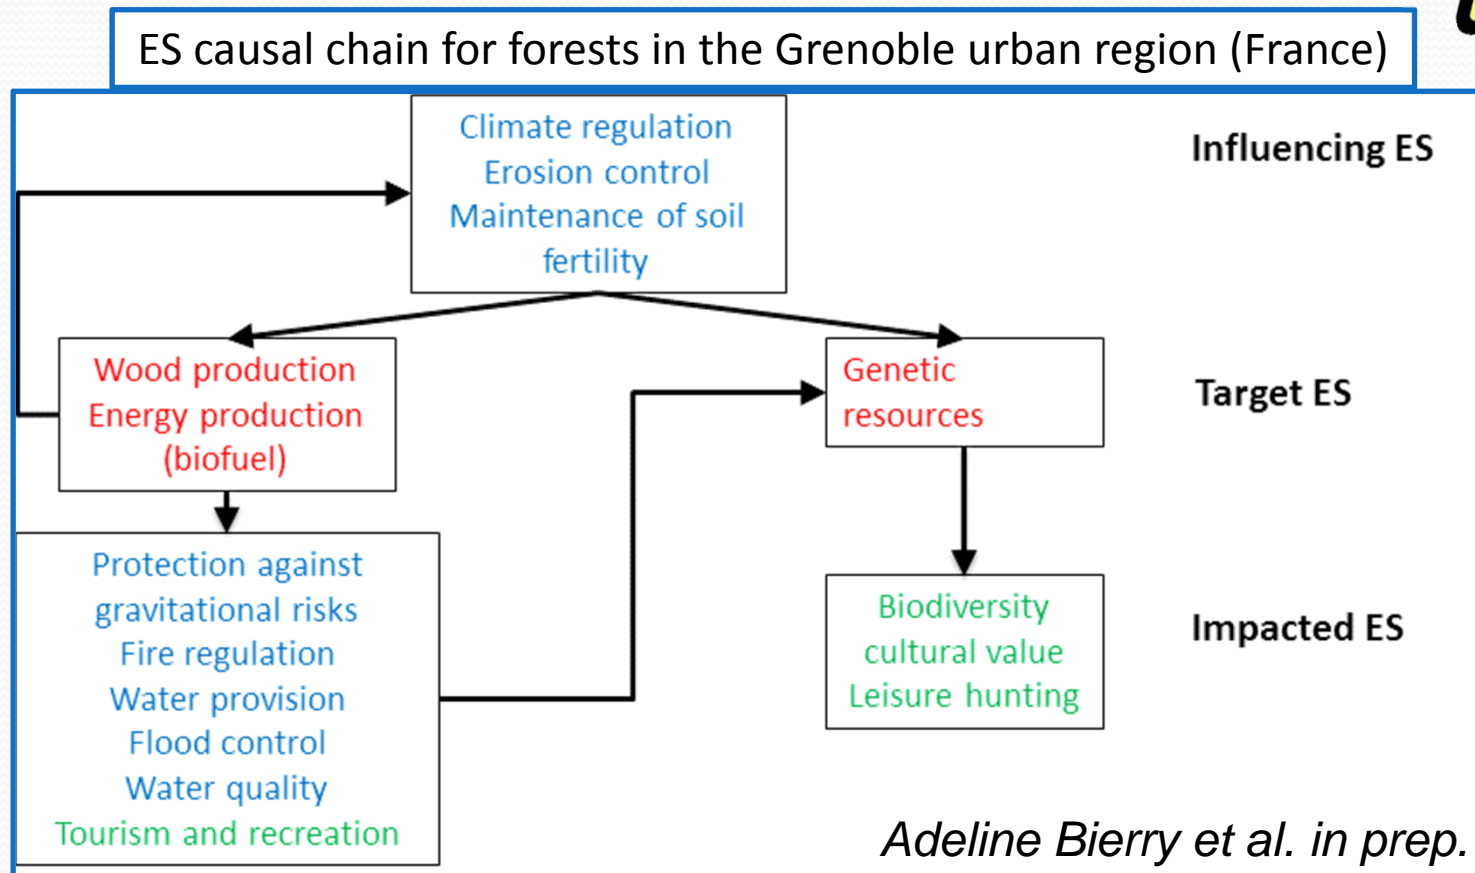 ES causal chain for forests in the Grenoble urban region (France)
Climate regulation
Erosion control
Maintenance of soil
fertility
Influencing ES
Wood production
Energy production
(biofuel)
Genetic
resources
Target ES
Protection against
gravitational risks
Fire regulation
Water provision
Flood control
Water quality
Tourism and recreation
Biodiversity
cultural value
Leisure hunting
Impacted ES
Adeline Bierry et al. in prep.